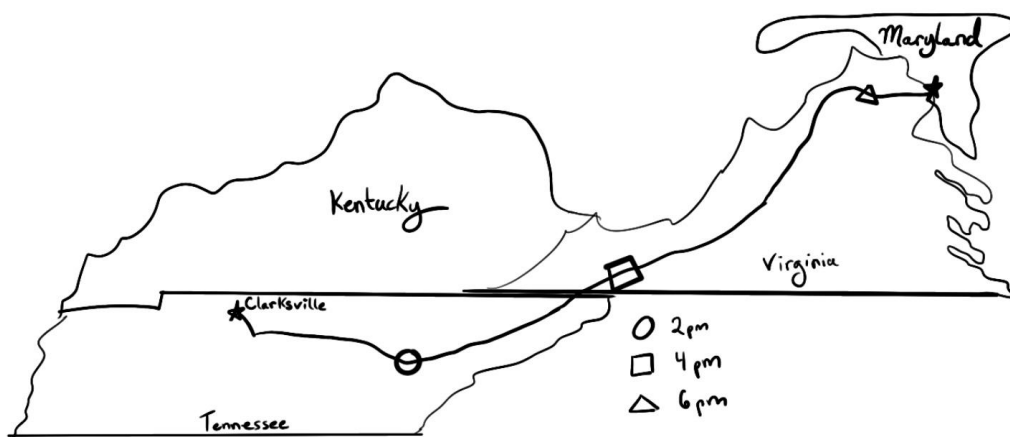 Maryland
Kentucky
Virginia
Clarksville
2pm
4pm
6pm
Tennessee